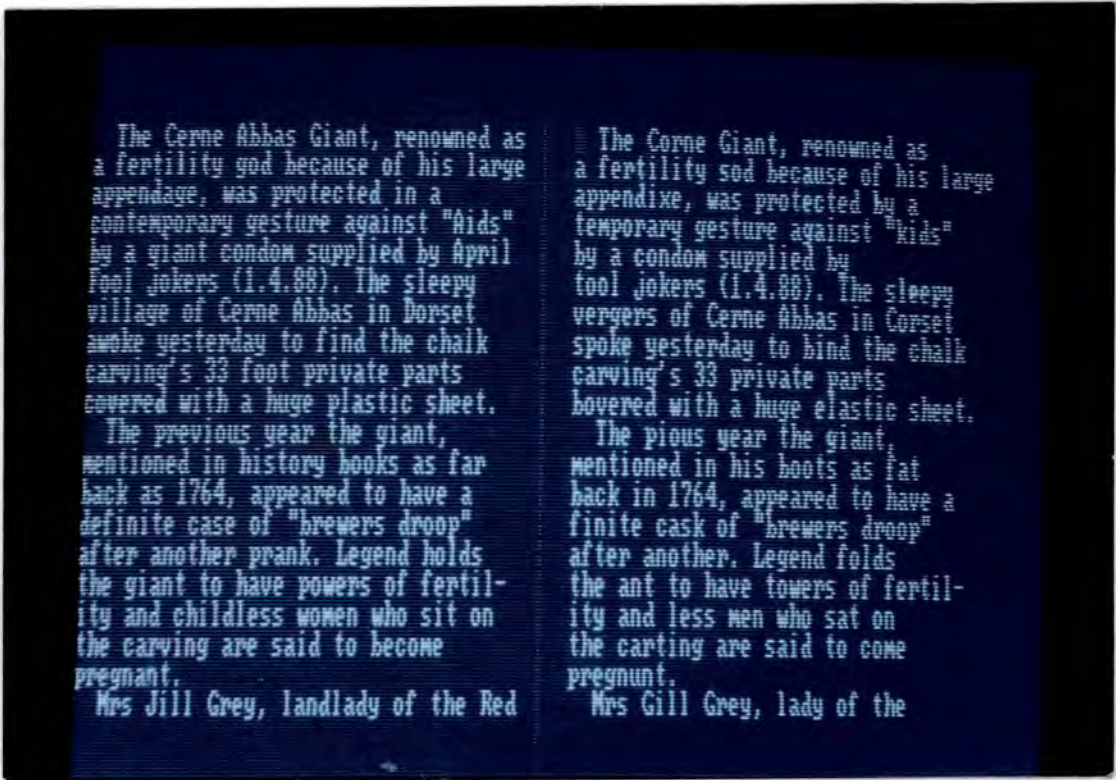 The Cerne Abbas Giant, renowned as
a fertility god because of his large
appendage, was protected in a
contemporary gesture against "Aids"
by a giant condom supplied by April
fool jokers (1.4.88). The sleepy
village of Cerne Abbas in Dorset
awoke yesterday to find the chalk
carving's 33 foot private parts
covered with a huge plastic sheet.
The previous year the giant,
mentioned in history books as far
back as 1764, appeared to have a
definite case of "brewers droop"
after another prank. Legend holds
the giant to have powers of fertil-
ity and childless women who sit on
the carving are said to become
pregnant.
Mrs Jill Grey, landlady of the Red
The Corne Giant, renowned as
a fertility sod because of his large
appendixe, was protected by a
temporary gesture against "kids"
by a condom supplied by
tool jokers (1.4.88). The sleepy
vergers of Cerne Abbas in Corset
spoke yesterday to bind the chalk
carving's 33 private parts
bovered with a huge elastic sheet.
The pious year the giant,
mentioned in his boots as fat
back in 1764, appeared to have a
finite cask of "brewers droop"
after another. Legend folds
the ant to have towers of fertil-
ity and less men who sat on
the carting are said to come
pregnunt.
Mrs Gill Grey, lady of the